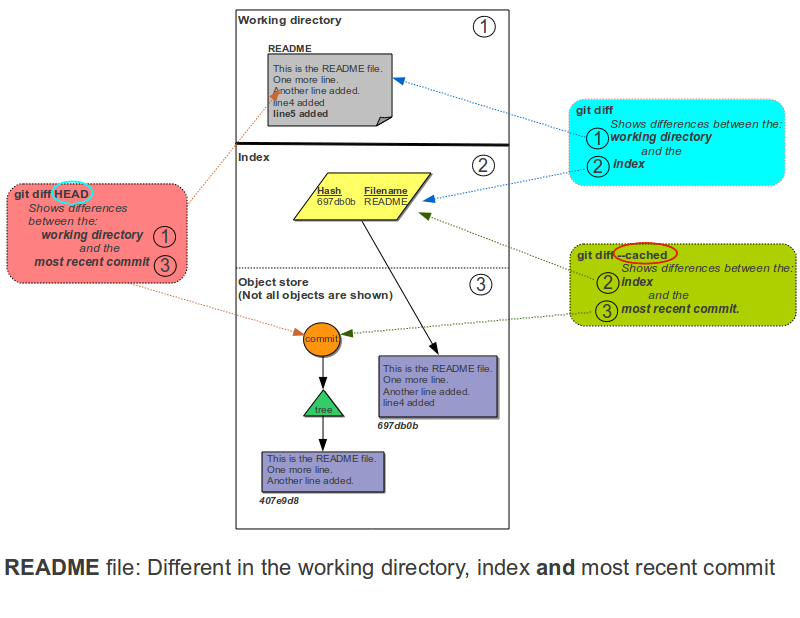 Working directory
1
README
This is the README file.
One more line.
Another line added.
line4 added
line5 added
git diff
Shows differences between the:
1 working directory
and the
2 index
Index
2
Hash Filename
697db0b README
git diff HEAD
Shows differences
between the:
working directory 1
and the
most recent commit 3
git diff --cached
Shows differences between the:
2 index
and the
3 most recent commit.
Object store
(Not all objects are shown)
3
commit
tree
This is the README file.
One more line.
Another line added.
line4 added
697db0b
This is the README file.
One more line.
Another line added.
407e9d8
README file: Different in the working directory, index and most recent commit